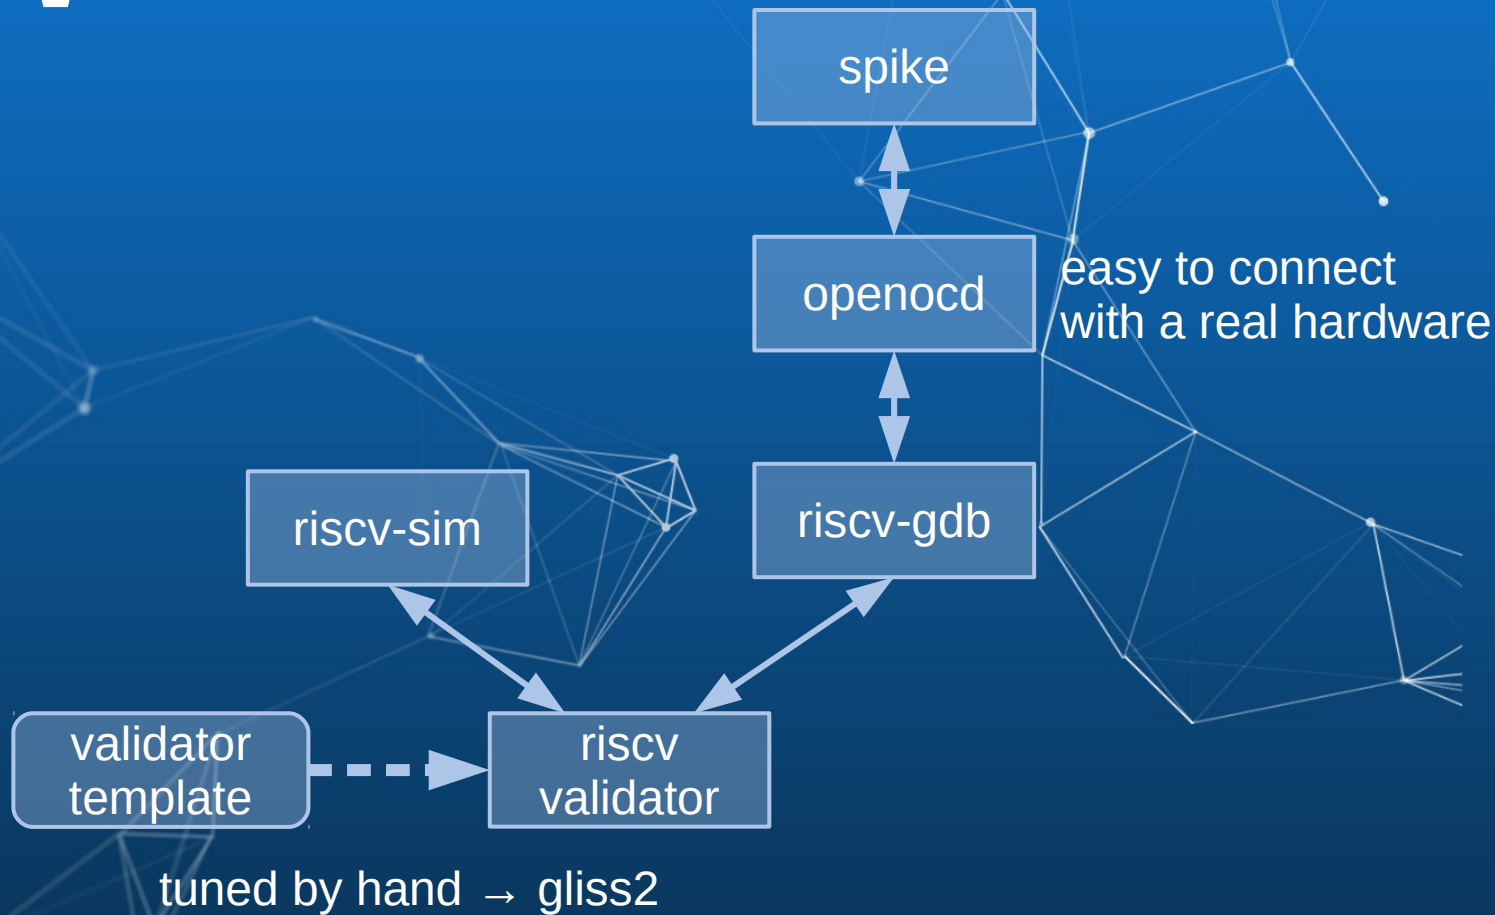 spike
openocd
easy to connect
with a real hardware
riscv-sim
riscv-gdb
validator
template
riscv
validator
tuned by hand → gliss2